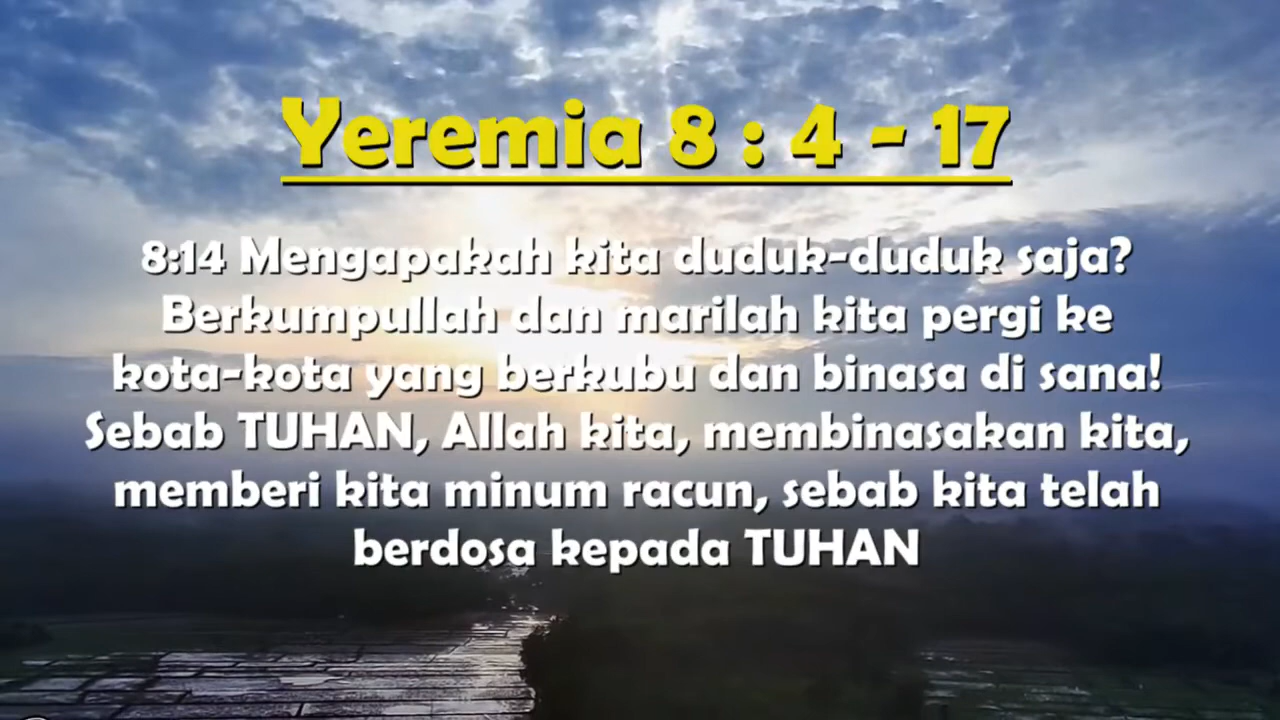 Yeremia 8 : 4 - 17
8:14 Mengapakah kita duduk-duduk saja?
Berkumpullah dan marilah kita pergi ke
kota-kota yang berkubu dan binasa di sana!
Sebab TUHAN, Allah kita, membinasakan kita,
memberi kita minum racun, sebab kita telah
berdosa kepada TUHAN